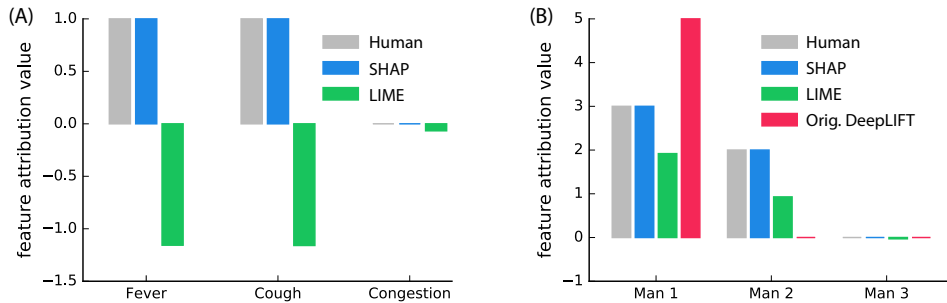 (A)
feature attribution value
1.0
0.5
0.0
−0.5
−1.0
−1.5
Human
SHAP
LIME
Fever
Cough
Congestion
(B)
feature attribution value
5
4
3
2
1
0
−1
Human
SHAP
LIME
Orig. DeepLIFT
Man 1
Man 2
Man 3